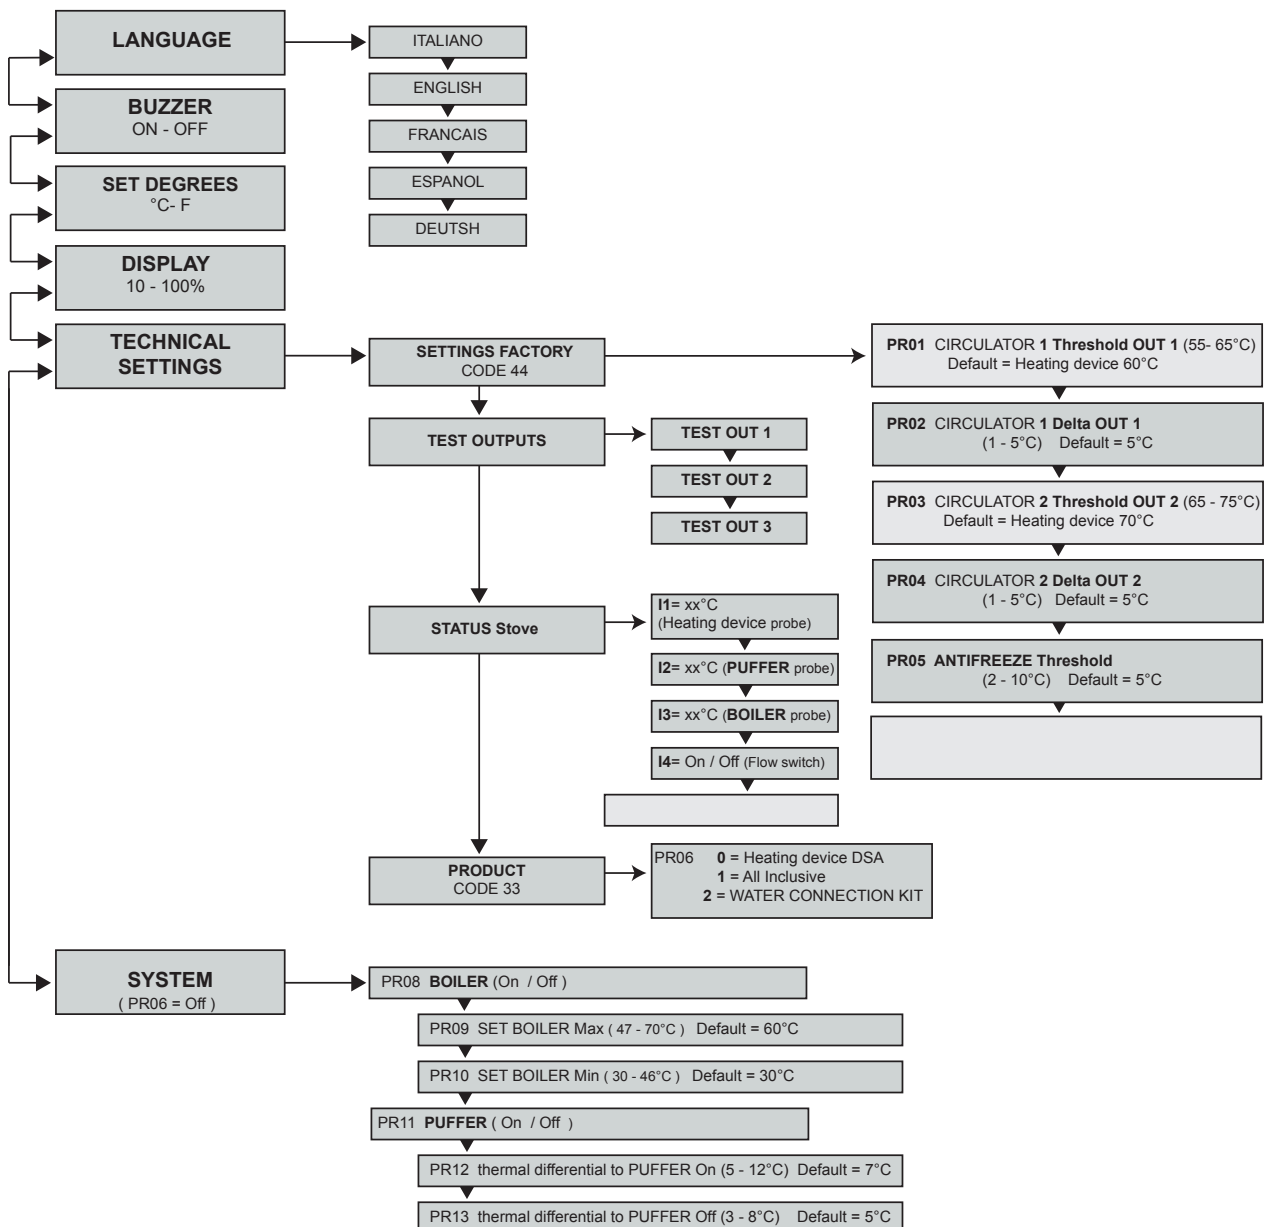 LANGUAGE
ITALIANO
ENGLISH
FRANCAIS
ESPANOL
DEUTSH
BUZZER
ON - OFF
SET DEGREES
°C- F
DISPLAY
10 - 100%
TECHNICAL
SETTINGS
SETTINGS FACTORY
CODE 44
PR01 CIRCULATOR 1 Threshold OUT 1 (55- 65°C)
Default = Heating device 60°C
PR02 CIRCULATOR 1 Delta OUT 1
(1 - 5°C) Default = 5°C
PR03 CIRCULATOR 2 Threshold OUT 2 (65 - 75°C)
Default = Heating device 70°C
PR04 CIRCULATOR 2 Delta OUT 2
(1 - 5°C) Default = 5°C
PR05 ANTIFREEZE Threshold
(2 - 10°C) Default = 5°C
TEST OUTPUTS
TEST OUT 1
TEST OUT 2
TEST OUT 3
STATUS Stove
I1= xx°C
(Heating device probe)
I2= xx°C (PUFFER probe)
I3= xx°C (BOILER probe)
I4= On / Off (Flow switch)
PRODUCT
CODE 33
PR06 0 = Heating device DSA
1 = All Inclusive
2 = WATER CONNECTION KIT
SYSTEM
( PR06 = Off )
PR08 BOILER (On / Off )
PR09 SET BOILER Max ( 47 - 70°C ) Default = 60°C
PR10 SET BOILER Min ( 30 - 46°C ) Default = 30°C
PR11 PUFFER ( On / Off )
PR12 thermal differential to PUFFER On (5 - 12°C) Default = 7°C
PR13 thermal differential to PUFFER Off (3 - 8°C) Default = 5°C